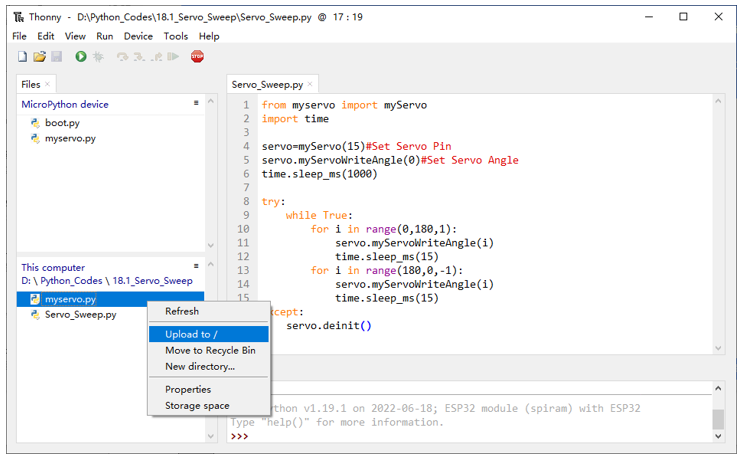 Thonny - D:\Python_Codes\18.1_Servo_Sweep\Servo_Sweep.py @ 17 : 19
File Edit View Run Device Tools Help
STOP
Files ×
MicroPython device
boot.py
myservo.py
This computer
D: \ Python_Codes \ 18.1_Servo_Sweep
myservo.py
Servo_Sweep.py
Refresh
Upload to /
Move to Recycle Bin
New directory...
Properties
Storage space
Servo_Sweep.py ×
1 from myservo import myServo
2 import time
3
4 servo=myServo(15)#Set Servo Pin
5 servo.myServoWriteAngle(0)#Set Servo Angle
6 time.sleep_ms(1000)
7
8 try:
9 while True:
10 for i in range(0,180,1):
11 servo.myServoWriteAngle(i)
12 time.sleep_ms(15)
13 for i in range(180,0,-1):
14 servo.myServoWriteAngle(i)
15 time.sleep_ms(15)
cept:
servo.deinit()
ython v1.19.1 on 2022-06-18; ESP32 module (spiram) with ESP32
Type "help()" for more information.
>>>